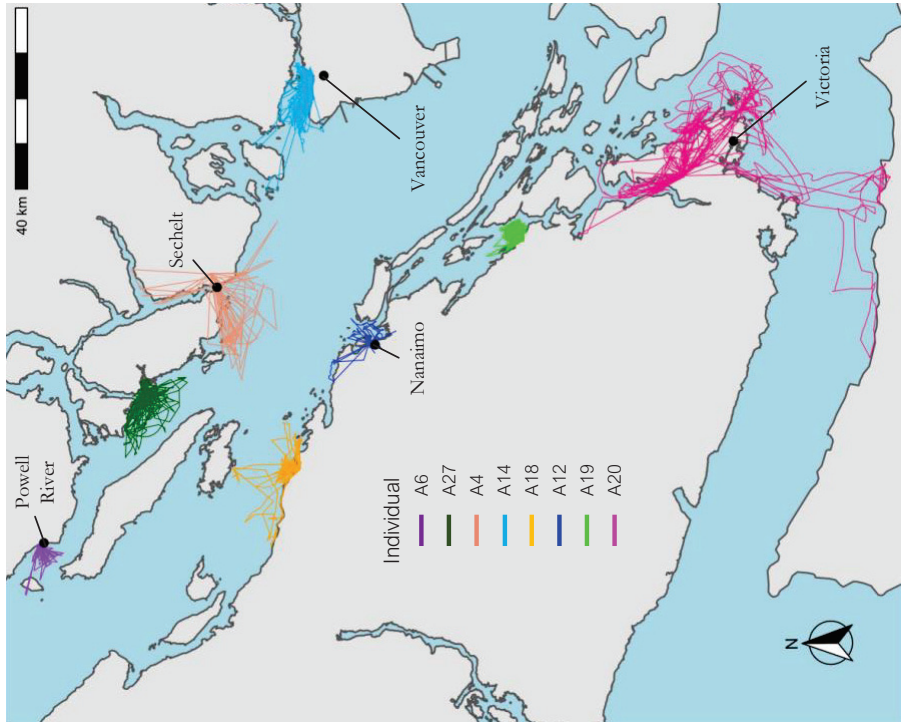 40 km
Powell
River
Sechelt
Vancouver
Nanaimo
Victoria
Individual
A6
A27
A4
A14
A18
A12
A19
A20
N